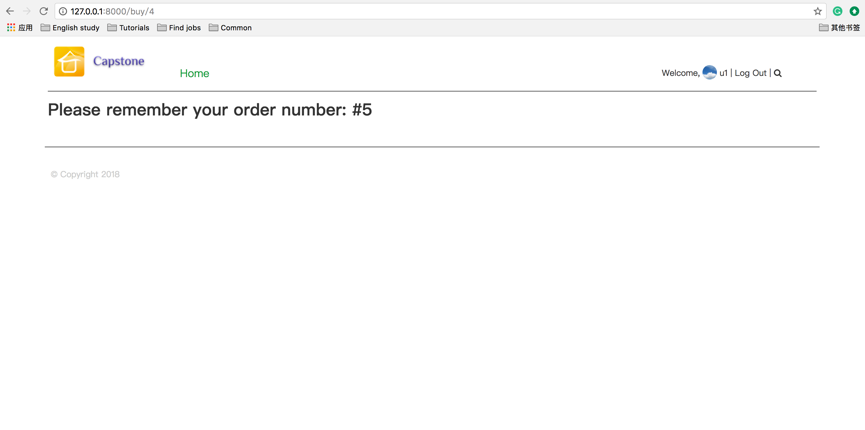 127.0.0.1:8000/buy/4
应用 English study Tutorials Find jobs Common 其他书签
Capstone
Home
Welcome, u1 | Log Out |
Please remember your order number: #5
© Copyright 2018